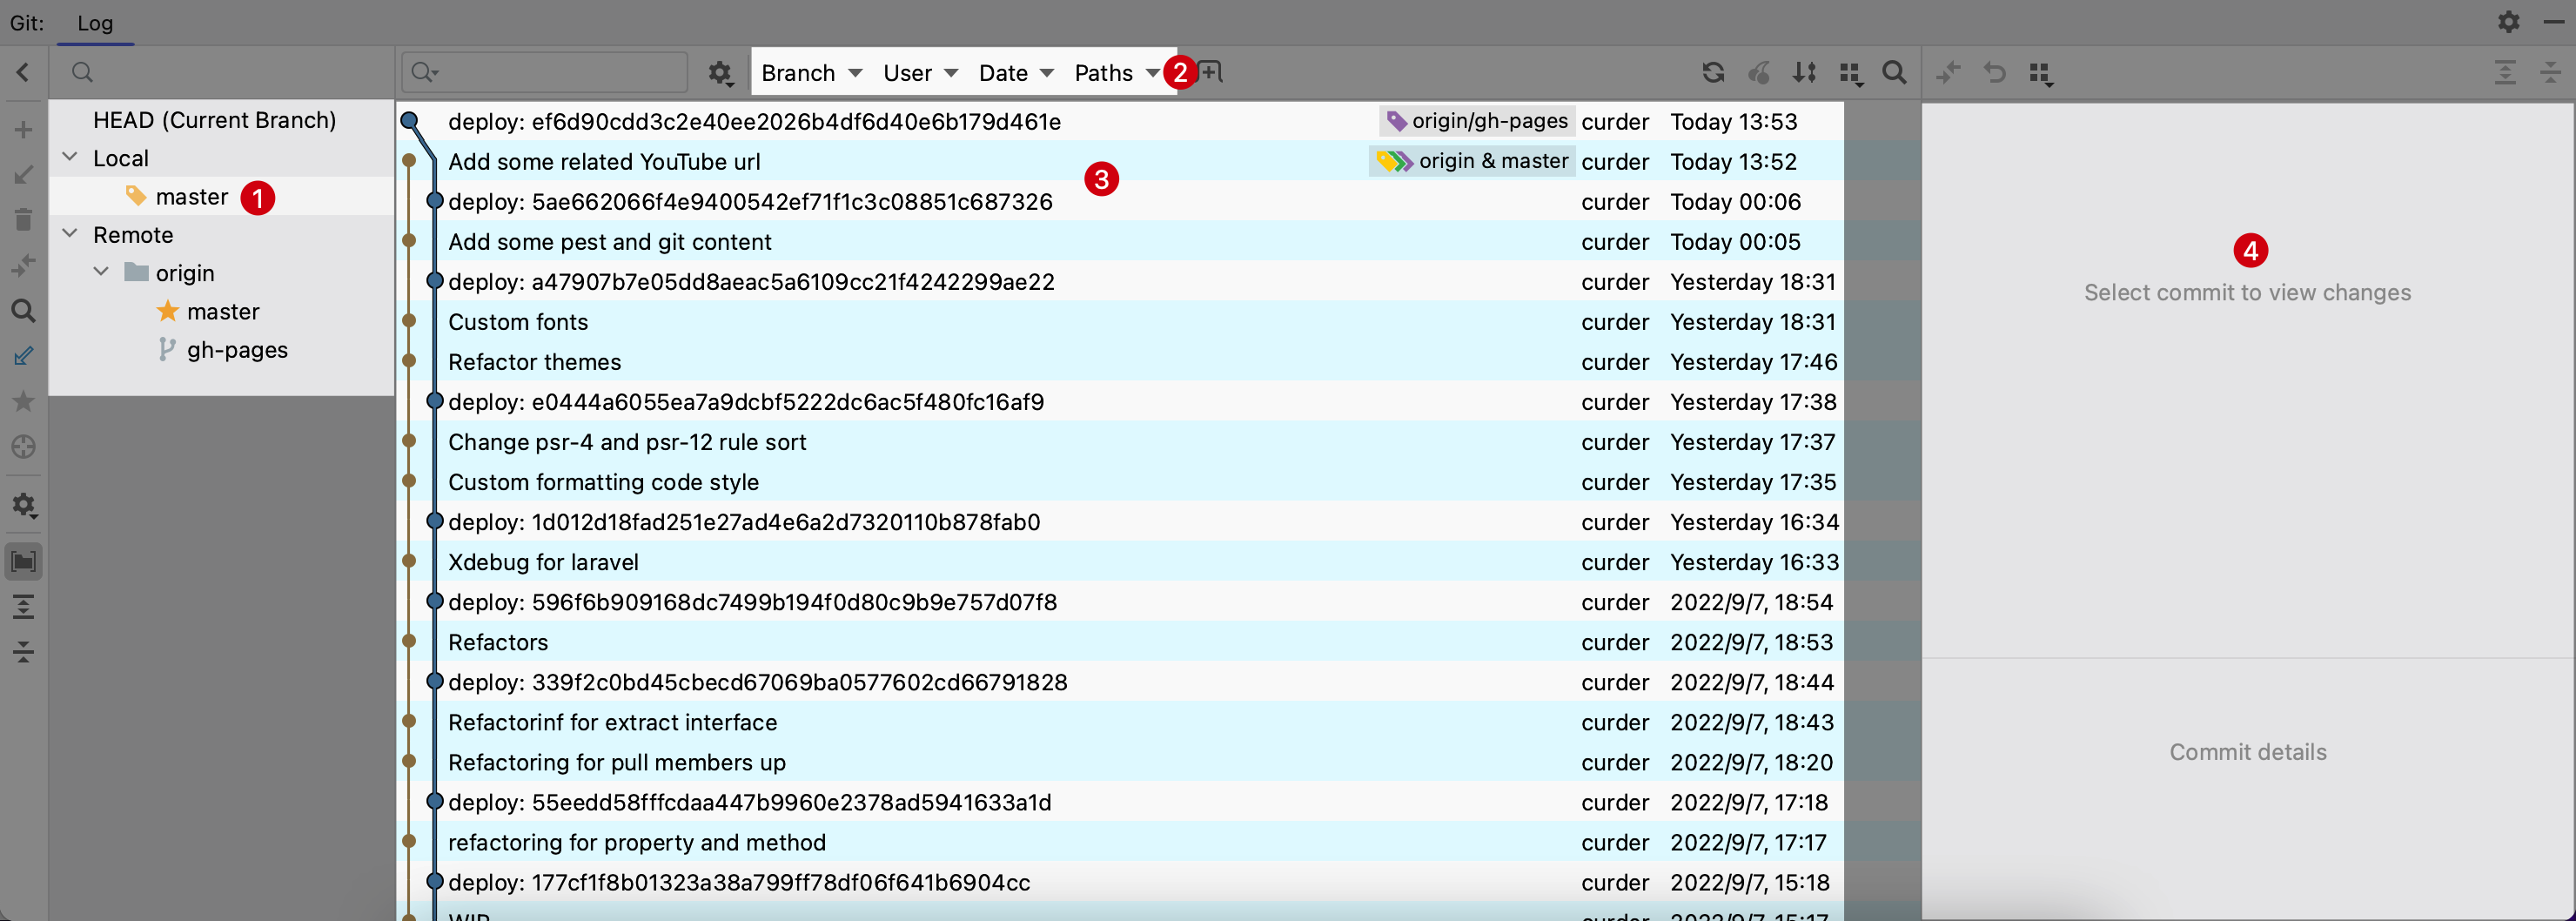 Git: Log
Branch User Date Paths 2
HEAD (Current Branch)
Local
master 1
Remote
origin
master
gh-pages
deploy: ef6d90cdd3c2e40ee2026b4df6d40e6b179d461e origin/gh-pages curder Today 13:53
Add some related YouTube url origin & master curder Today 13:52
3
deploy: 5ae662066f4e9400542ef71f1c3c08851c687326 curder Today 00:06
Add some pest and git content curder Today 00:05
deploy: a47907b7e05dd8aeac5a6109cc21f4242299ae22 curder Yesterday 18:31
Custom fonts curder Yesterday 18:31
Refactor themes curder Yesterday 17:46
deploy: e0444a6055ea7a9dcbf5222dc6ac5f480fc16af9 curder Yesterday 17:38
Change psr-4 and psr-12 rule sort curder Yesterday 17:37
Custom formatting code style curder Yesterday 17:35
deploy: 1d012d18fad251e27ad4e6a2d7320110b878fab0 curder Yesterday 16:34
Xdebug for laravel curder Yesterday 16:33
deploy: 596f6b909168dc7499b194f0d80c9b9e757d07f8 curder 2022/9/7, 18:54
Refactors curder 2022/9/7, 18:53
deploy: 339f2c0bd45cbecd67069ba0577602cd66791828 curder 2022/9/7, 18:44
Refactorinf for extract interface curder 2022/9/7, 18:43
Refactoring for pull members up curder 2022/9/7, 18:20
deploy: 55eedd58fffcdaa447b9960e2378ad5941633a1d curder 2022/9/7, 17:18
refactoring for property and method curder 2022/9/7, 17:17
deploy: 177cf1f8b01323a38a799ff78df06f641b6904cc curder 2022/9/7, 15:18
WIP curder 2022/9/7, 15:17
4
Select commit to view changes
Commit details